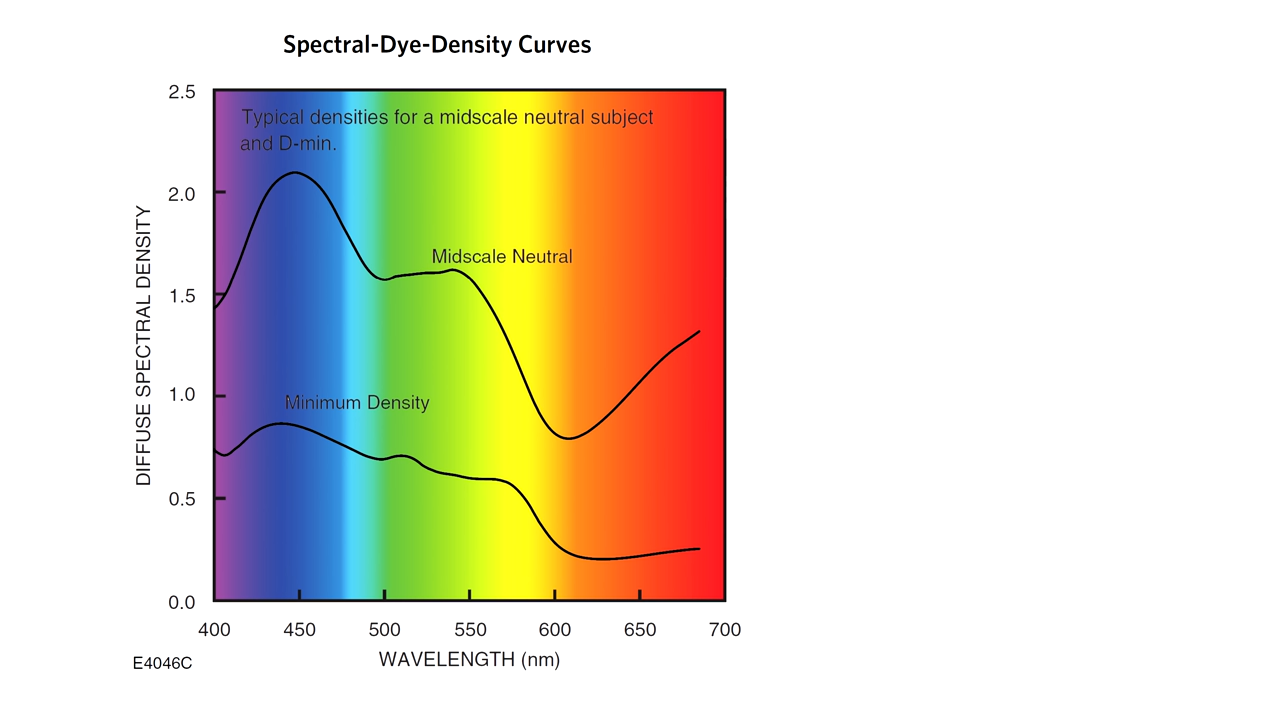 Spectral-Dye-Density Curves
2.5
Typical densities for a midscale neutral subject
and D-min.
2.0
Midscale Neutral
1.5
1.0
Minimum Density
0.5
0.0
DIFFUSE SPECTRAL DENSITY
400 450 500 550 600 650 700
WAVELENGTH (nm)
E4046C